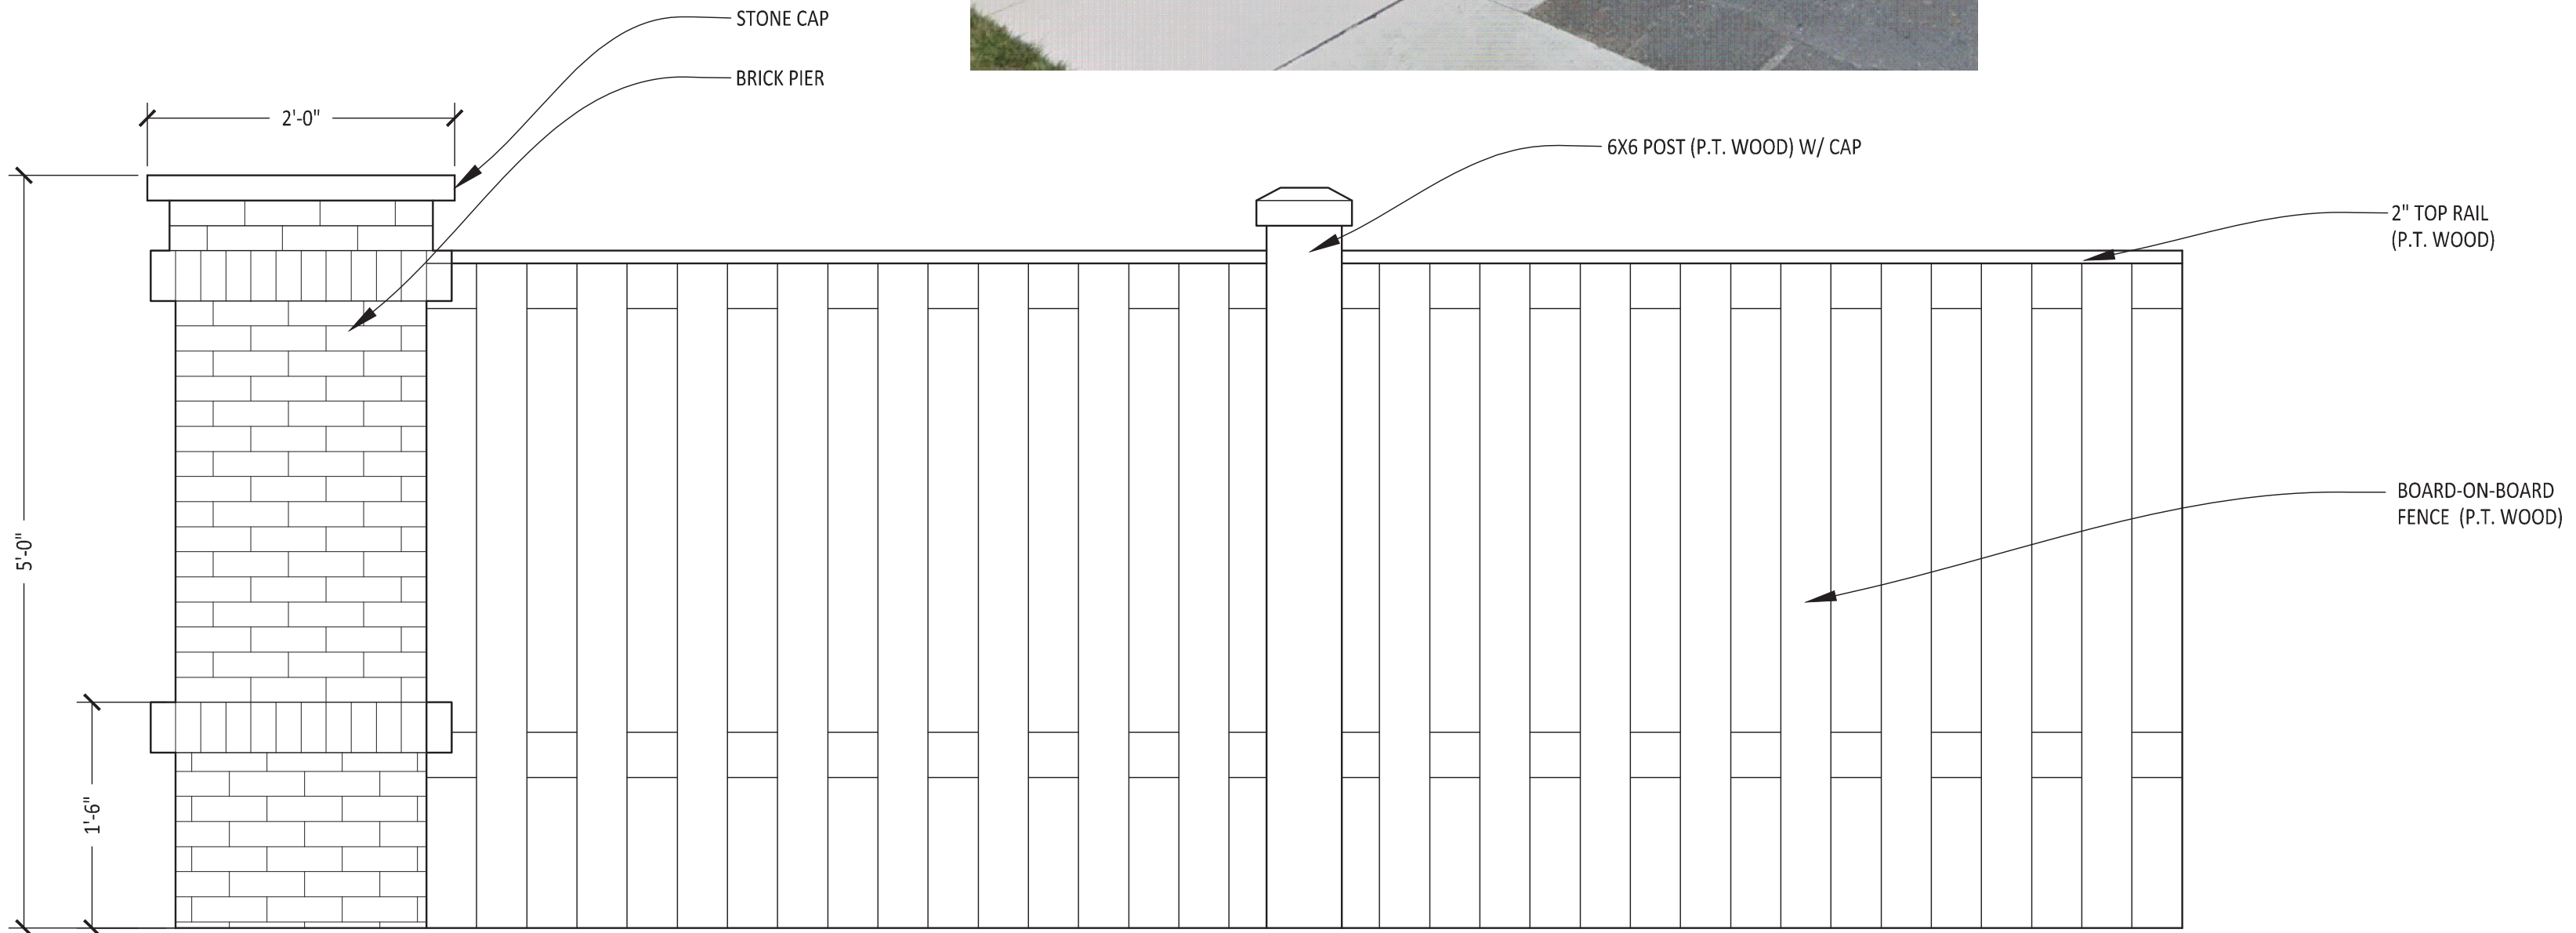 STONE CAP
BRICK PIER
2'-0"
6X6 POST (P.T. WOOD) W/ CAP
2" TOP RAIL
(P.T. WOOD)
BOARD-ON-BOARD
FENCE (P.T. WOOD)
5'-0"
1'-6"